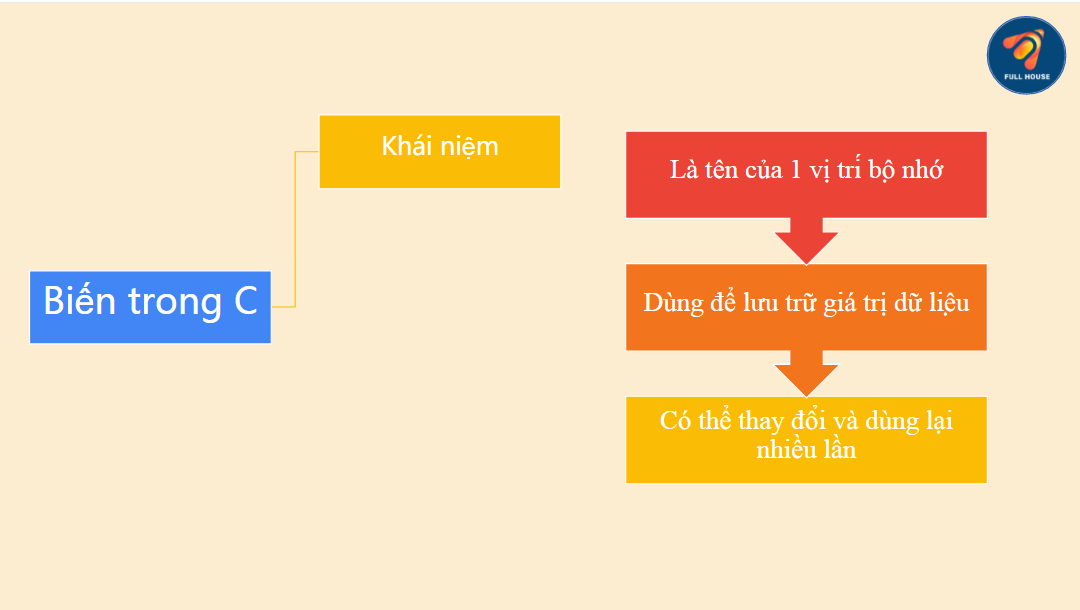 FULL HOUSE
Khái niệm
Là tên của 1 vị trí bộ nhớ
Biến trong C
Dùng để lưu trữ giá trị dữ liệu
Có thể thay đổi và dùng lại
nhiều lần